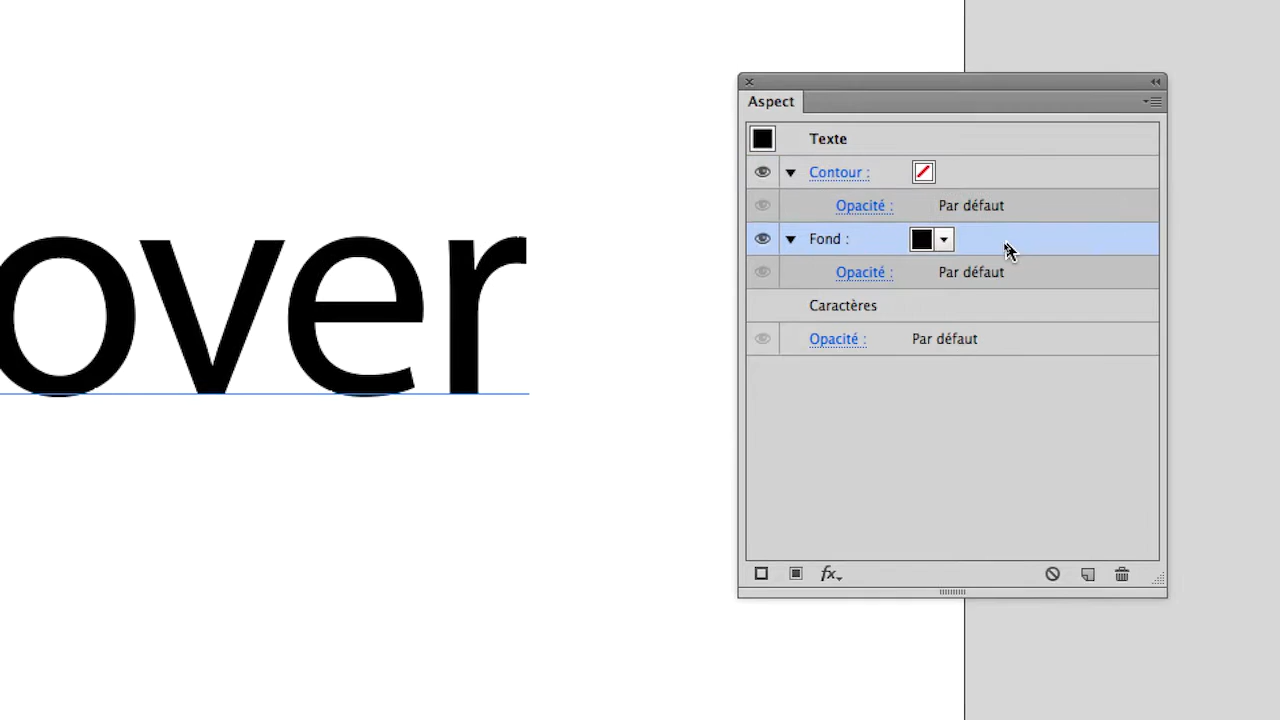 Aspect
Texte
Contour :
Opacité : Par défaut
over
Fond :
Opacité : Par défaut
Caractères
Opacité : Par défaut
fx